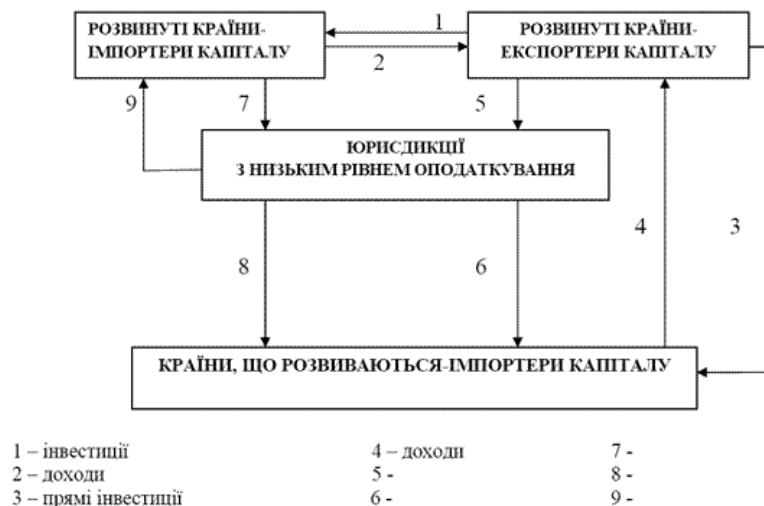 РОЗВИНУТІ КРАЇНИ-
ІМПОРТЕРИ КАПІТАЛУ
1
2
РОЗВИНУТІ КРАЇНИ-
ЕКСПОРТЕРИ КАПІТАЛУ
9
7
5
ЮРИСДИКЦІЇ
З НИЗЬКИМ РІВНЕМ ОПОДАТКУВАННЯ
8
6
4
3
КРАЇНИ, ЩО РОЗВИВАЮТЬСЯ-ІМПОРТЕРИ КАПІТАЛУ
1 – інвестиції
2 – доходи
3 – прямі інвестиції
4 – доходи
5 -
6 -
7 -
8 -
9 -